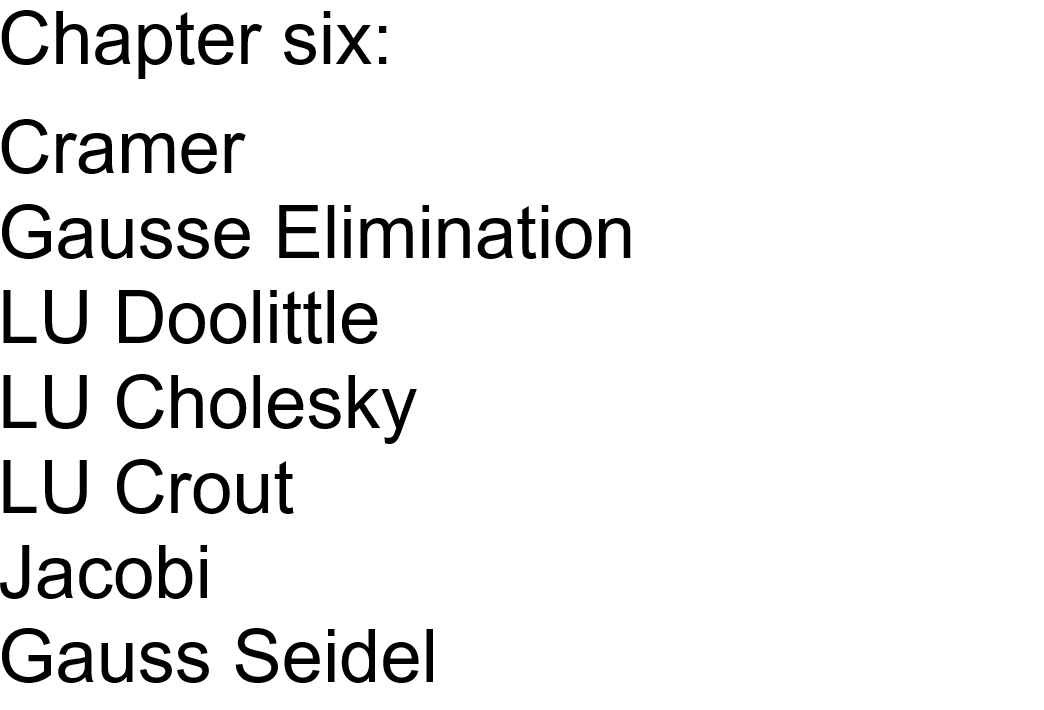 Chapter six:
Cramer
Gausse Elimination
LU Doolittle
LU Cholesky
LU Crout
Jacobi
Gauss Seidel